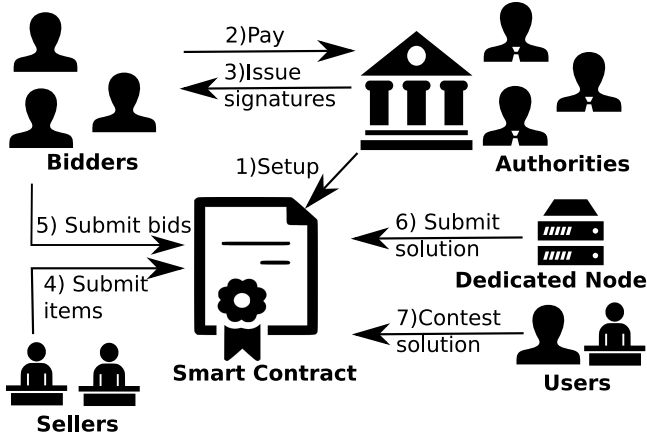 2)Pay
3)Issue
signatures
Bidders
Authorities
1)Setup
5) Submit bids
6) Submit
solution
Dedicated Node
4) Submit
items
7)Contest
solution
Smart Contract
Users
Sellers